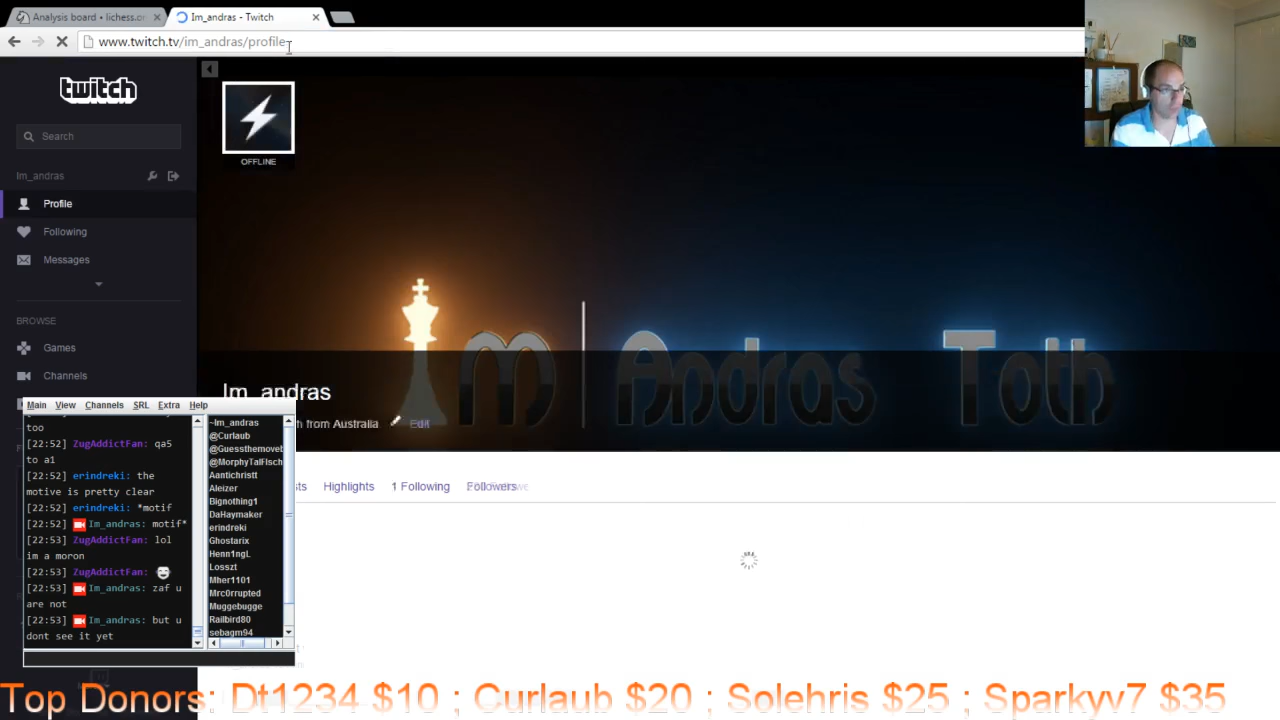 Analysis board • lichess.or
Im_andras - Twitch
www.twitch.tv/im_andras/profile
twitch
Search
OFFLINE
Im_andras
Profile
Following
Messages
BROWSE
Games
Channels
Im | Andras Toth
Im_andras
from Australia
Edit
Highlights
1 Following
Followers
Main View Channels SRL Extra Help
too
[22:52] ZugAddictFan: qa5
to a1
[22:52] erindreki: the
motive is pretty clear
[22:52] erindreki: *motif
[22:52] Im_andras: motif*
[22:53] ZugAddictFan: lol
im a moron
[22:53] ZugAddictFan:
[22:53] Im_andras: zaf u
are not
[22:53] Im_andras: but u
dont see it yet
~Im_andras
@Curlaub
@Guessthemoveb
@MorphyTalFisch
Aantichristt
Aleizer
Bignothing1
DaHaymaker
erindreki
Ghostarix
Henn1ngL
Losszt
Mher1101
Mrc0rrupted
Muggebugge
Railbird80
sebagm94
Top Donors: Dt1234 $10 ; Curlaub $20 ; Solehris $25 ; Sparkyv7 $35